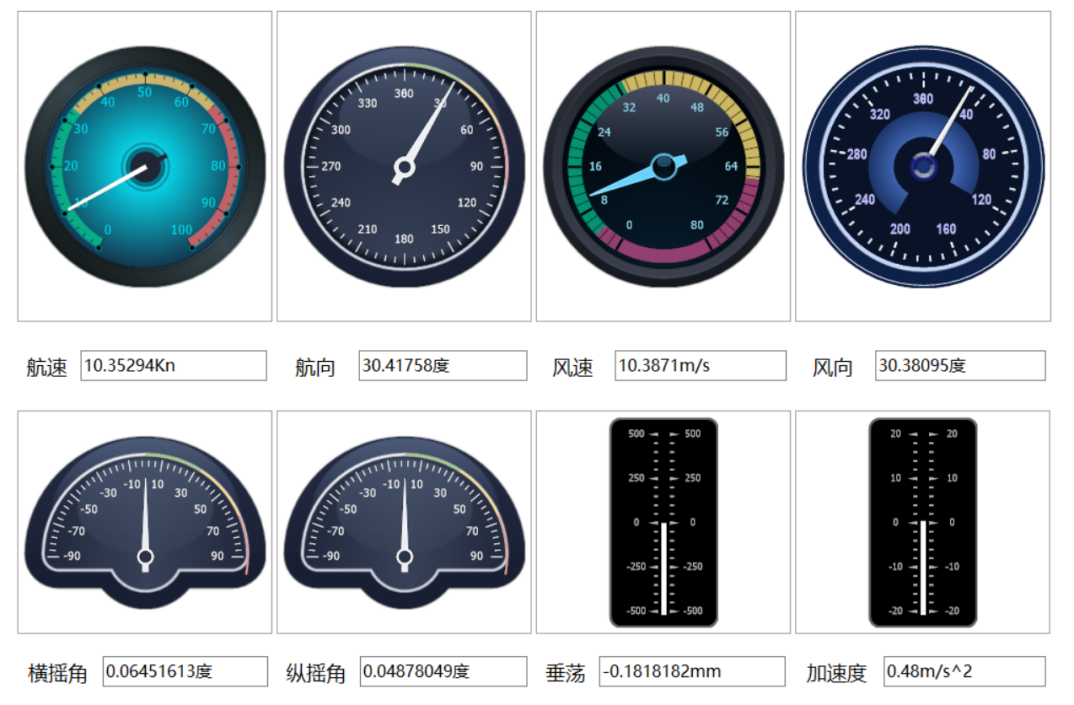 0 10 20 30 40 50 60 70 80 90 100
30 60 90 120 150 180 210 240 270 300 330 360
0 8 16 24 32 40 48 56 64 72 80
40 80 120 160 200 240 280 320 360
航速 10.35294Kn
航向 30.41758度
风速 10.3871m/s
风向 30.38095度
-90 -70 -50 -30 -10 10 30 50 70 90
-90 -70 -50 -30 -10 10 30 50 70 90
500 500
250 250
0 0
-250 -250
-500 -500
20 20
10 10
0 0
-10 -10
-20 -20
横摇角 0.06451613度
纵摇角 0.04878049度
垂荡 -0.1818182mm
加速度 0.48m/s^2